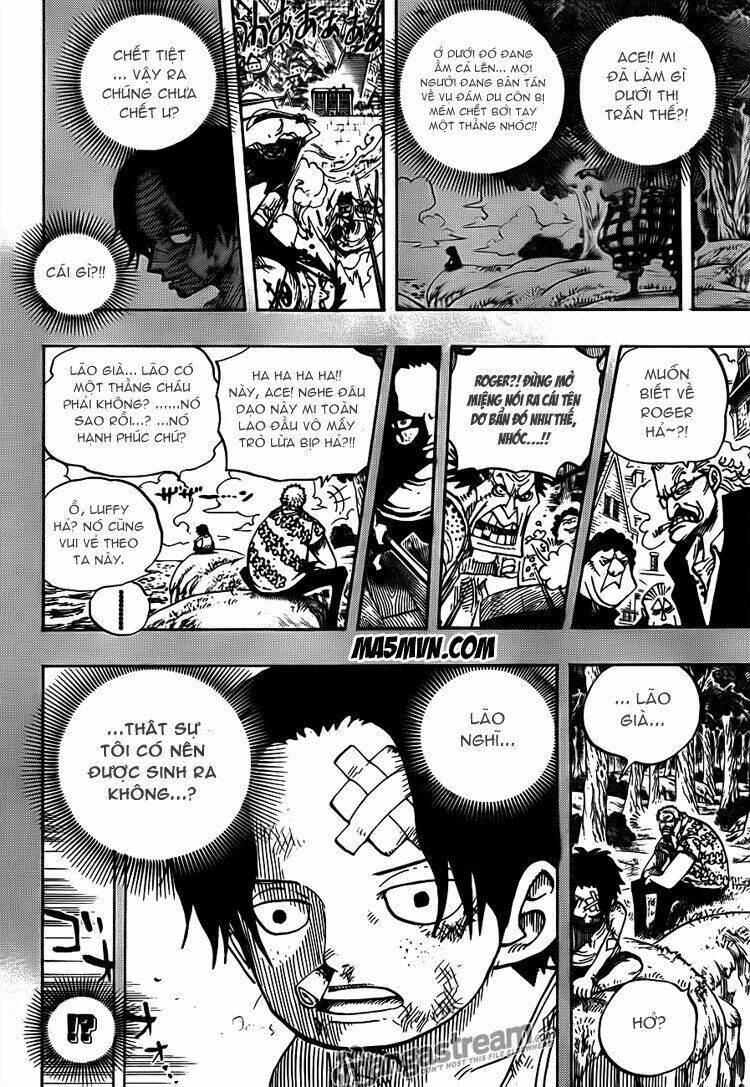 ACE!! MI
ĐÃ LÀM GÌ
DƯỚI THỊ
TRẤN THẾ?!
Ở DƯỚI ĐÓ ĐANG
ẦM CẢ LÊN... MỌI
NGƯỜI ĐANG BÀN TÁN
VỀ VỤ ĐÁM DU CÔN BỊ
MÉM CHẾT BỞI TAY
MỘT THẰNG NHÓC!!
CHẾT TIỆT
... VẬY RA
CHÚNG CHƯA
CHẾT Ư?
CÁI GÌ?!!
MUỐN
BIẾT VỀ
ROGER
HẢ~?!
ROGER?! ĐỪNG MỞ
MIỆNG NÓI RA CÁI TÊN
DƠ BẨN ĐÓ NHƯ THẾ,
NHÓC...!!
HA HA HA HA!!
NÀY, ACE! NGHE ĐÂU
DẠO NÀY MI TOÀN
LAO ĐẦU VÔ MẤY
TRÒ LỪA BỊP HẢ?!
LÃO GIÀ... LÃO CÓ
MỘT THẰNG CHÁU
PHẢI KHÔNG? ......NÓ
SAO RỒI...? ...NÓ
HẠNH PHÚC CHỨ?
Ồ, LUFFY
HẢ? NÓ CŨNG
VUI VẺ THEO
TA NÀY.
MA5MVN.COM
... LÃO
GIÀ...
HỞ?
LÃO
NGHĨ...
...THẬT SỰ
TÔI CÓ NÊN
ĐƯỢC SINH RA
KHÔNG...?
!?
mangastream.com